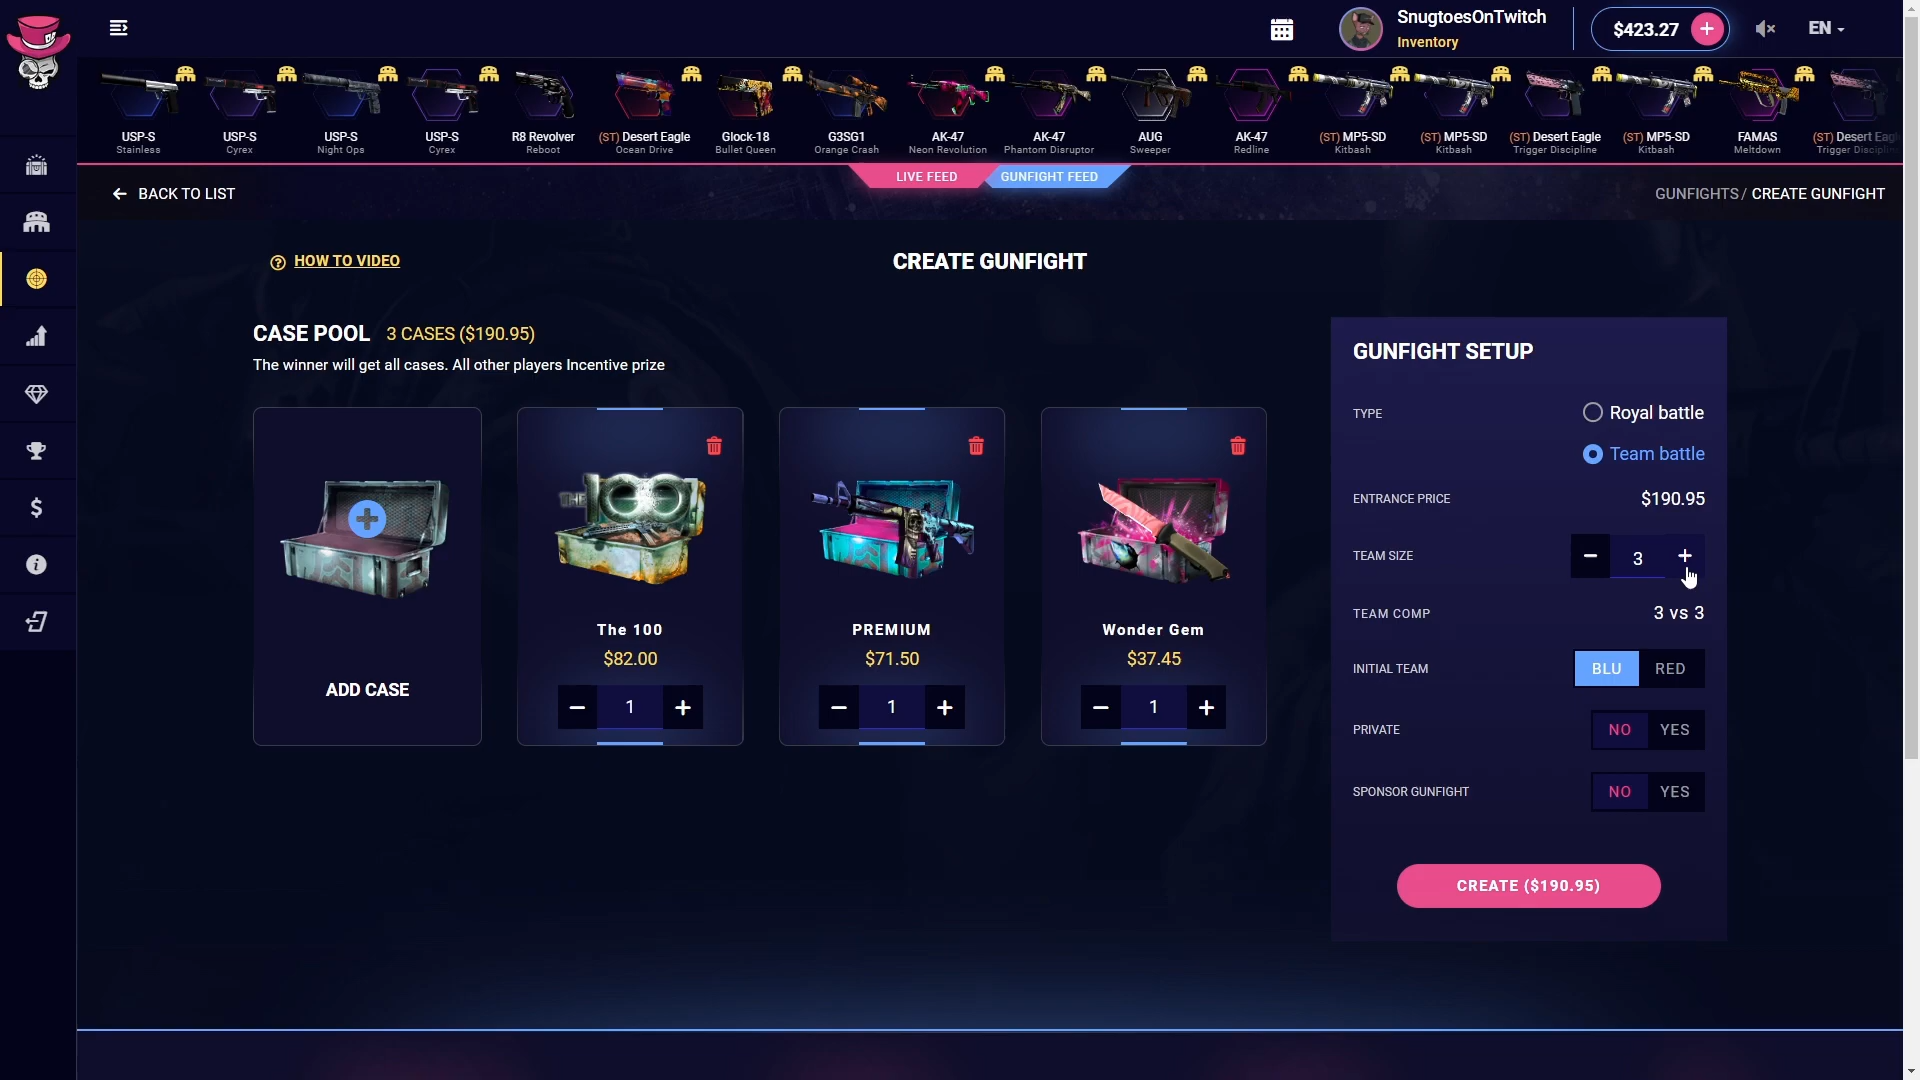 SnugtoesOnTwitch
Inventory
$423.27
EN
USP-S
Stainless
USP-S
Cyrex
USP-S
Night Ops
USP-S
Cyrex
R8 Revolver
Reboot
(ST) Desert Eagle
Ocean Drive
Glock-18
Bullet Queen
G3SG1
Orange Crash
AK-47
Neon Revolution
AK-47
Phantom Disruptor
AUG
Sweeper
AK-47
Redline
(ST) MP5-SD
Kitbash
(ST) MP5-SD
Kitbash
(ST) Desert Eagle
Trigger Discipline
(ST) MP5-SD
Kitbash
FAMAS
Meltdown
(ST) Desert Eagle
Trigger Discipline
LIVE FEED
GUNFIGHT FEED
BACK TO LIST
GUNFIGHTS / CREATE GUNFIGHT
HOW TO VIDEO
CREATE GUNFIGHT
CASE POOL 3 CASES ($190.95)
The winner will get all cases. All other players Incentive prize
ADD CASE
THE 100
The 100
$82.00
1
PREMIUM
$71.50
1
Wonder Gem
$37.45
1
GUNFIGHT SETUP
TYPE
Royal battle
Team battle
ENTRANCE PRICE
$190.95
TEAM SIZE
3
TEAM COMP
3 vs 3
INITIAL TEAM
BLU RED
PRIVATE
NO YES
SPONSOR GUNFIGHT
NO YES
CREATE ($190.95)